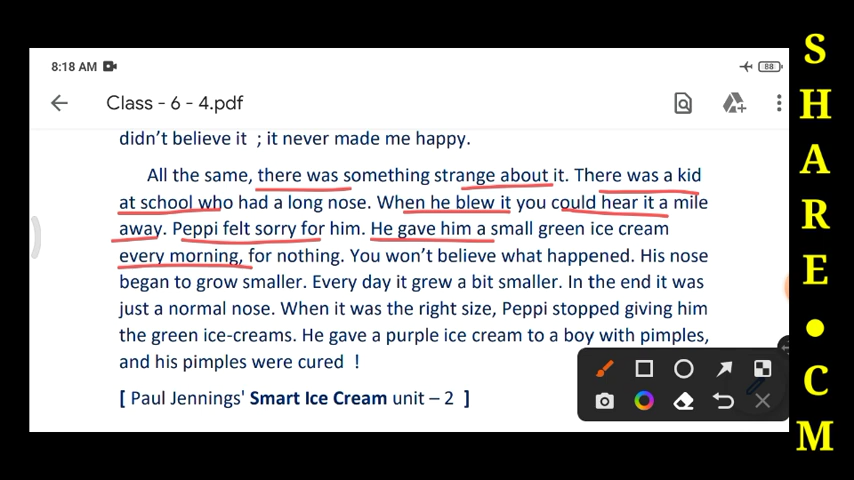 8:18 AM
88
Class - 6 - 4.pdf
didn't believe it ; it never made me happy.
All the same, there was something strange about it. There was a kid
at school who had a long nose. When he blew it you could hear it a mile
away. Peppi felt sorry for him. He gave him a small green ice cream
every morning, for nothing. You won't believe what happened. His nose
began to grow smaller. Every day it grew a bit smaller. In the end it was
just a normal nose. When it was the right size, Peppi stopped giving him
the green ice-creams. He gave a purple ice cream to a boy with pimples,
and his pimples were cured !
[ Paul Jennings' Smart Ice Cream unit – 2 ]
SHARE•CM